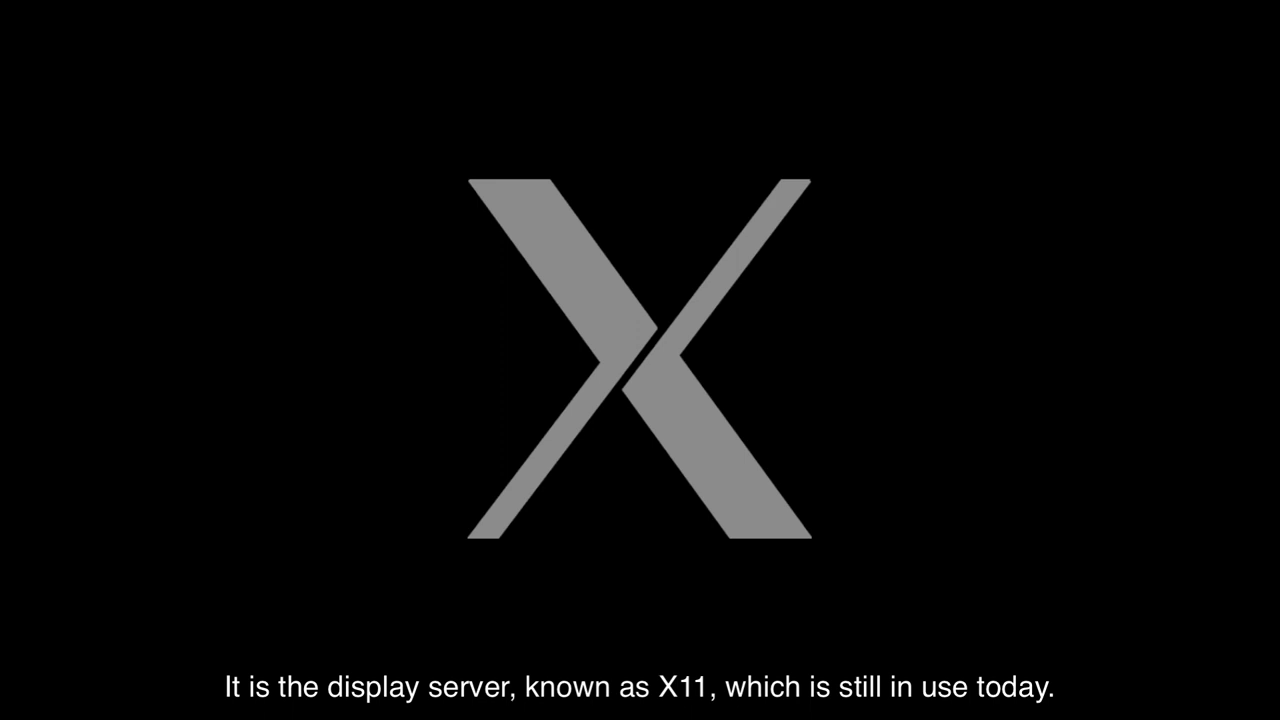 X
It is the display server, known as X11, which is still in use today.